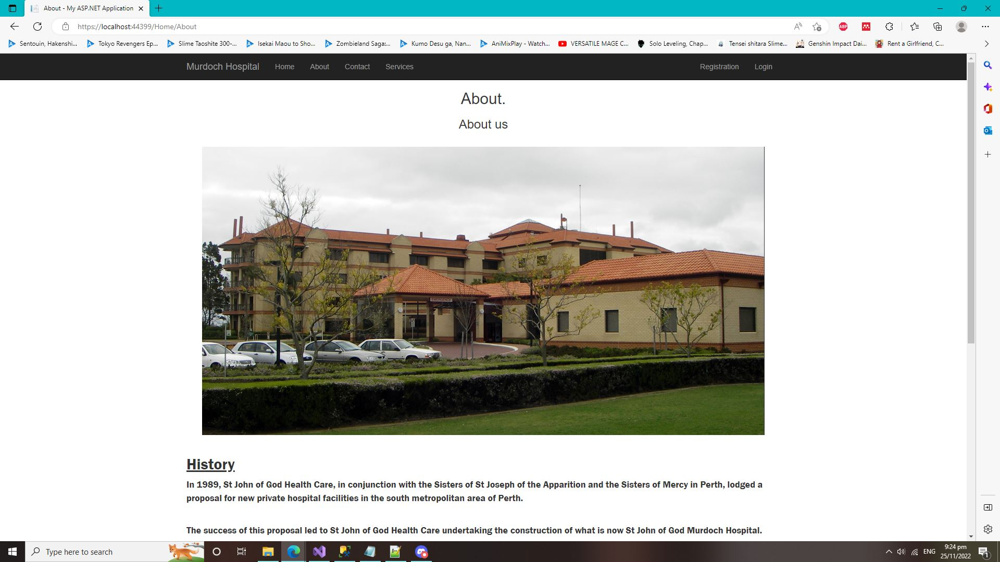 About - My ASP.NET Application
https://localhost:44399/Home/About
ABP
Sentouin, Hakenshi... Tokyo Revengers Ep... Slime Taoshite 300-... Isekai Maou to Sho... Zombieland Saga:... Kumo Desu ga, Nan... AniMixPlay - Watch... VERSATILE MAGE C... Solo Leveling, Chap... Tensei shitara Slime... Genshin Impact Dai... Rent a Girlfriend, C...
Murdoch Hospital Home About Contact Services Registration Login
About.
About us
EMERGENCY
HOSPITAL
History
In 1989, St John of God Health Care, in conjunction with the Sisters of St Joseph of the Apparition and the Sisters of Mercy in Perth, lodged a
proposal for new private hospital facilities in the south metropolitan area of Perth.
The success of this proposal led to St John of God Health Care undertaking the construction of what is now St John of God Murdoch Hospital.
Type here to search
ENG
9:24 pm
25/11/2022
1